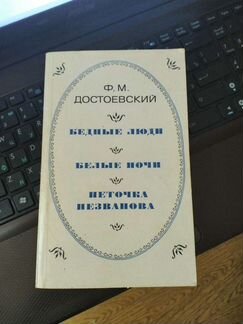 Ф. М.
ДОСТОЕВСКИЙ
БЕДНЫЕ ЛЮДИ
БЕЛЫЕ НОЧИ
НЕТОЧКА
НЕЗВАНОВА